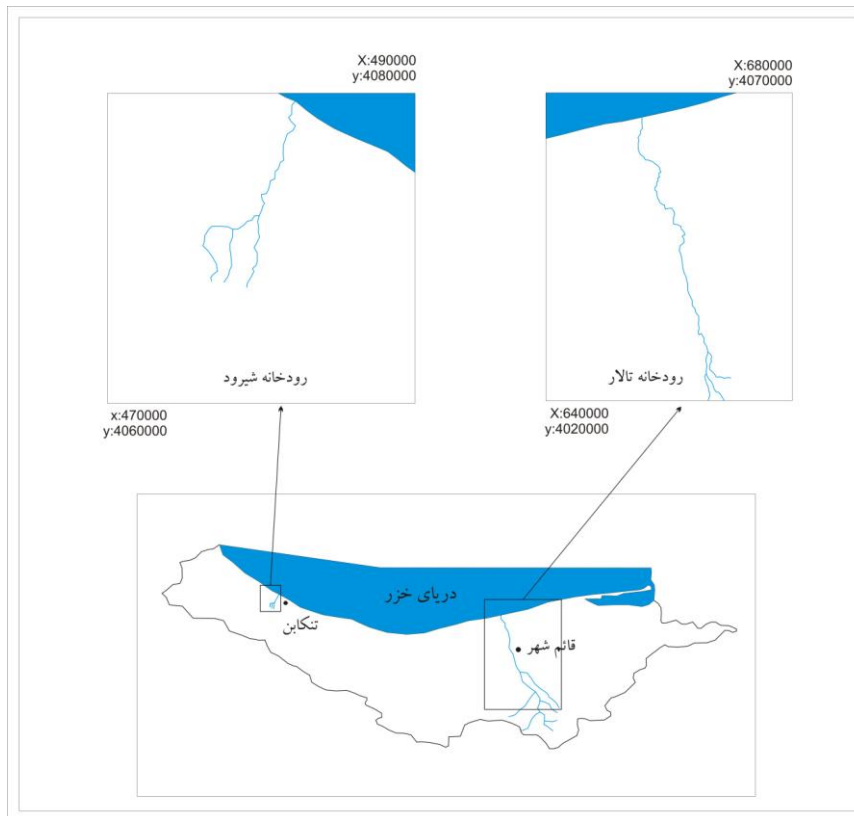 X:490000
y:4080000
X:680000
y:4070000
رودخانه شیرود
رودخانه تالار
x:470000
y:4060000
X:640000
y:4020000
دریای خزر
تنکابن
قائم شهر